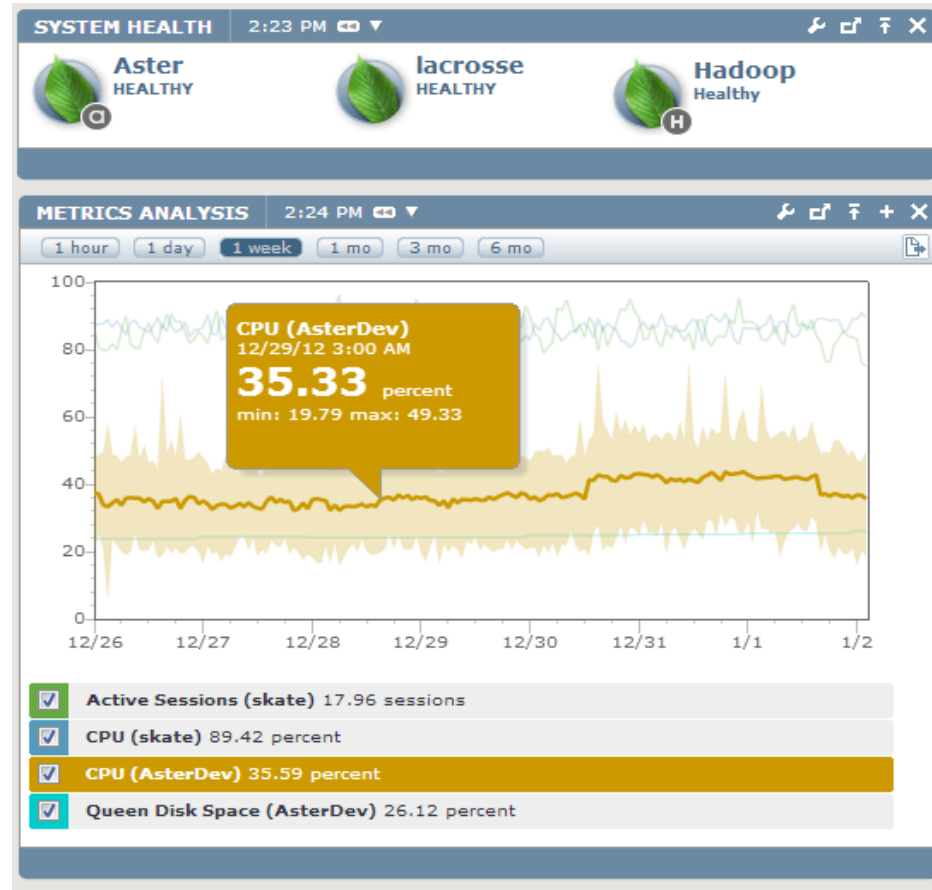 SYSTEM HEALTH 2:23 PM
Aster
HEALTHY
a
lacrosse
HEALTHY
Hadoop
Healthy
H
METRICS ANALYSIS 2:24 PM
1 hour 1 day 1 week 1 mo 3 mo 6 mo
100
80
60
40
20
0
CPU (AsterDev)
12/29/12 3:00 AM
35.33 percent
min: 19.79 max: 49.33
12/26 12/27 12/28 12/29 12/30 12/31 1/1 1/2
Active Sessions (skate) 17.96 sessions
CPU (skate) 89.42 percent
CPU (AsterDev) 35.59 percent
Queen Disk Space (AsterDev) 26.12 percent